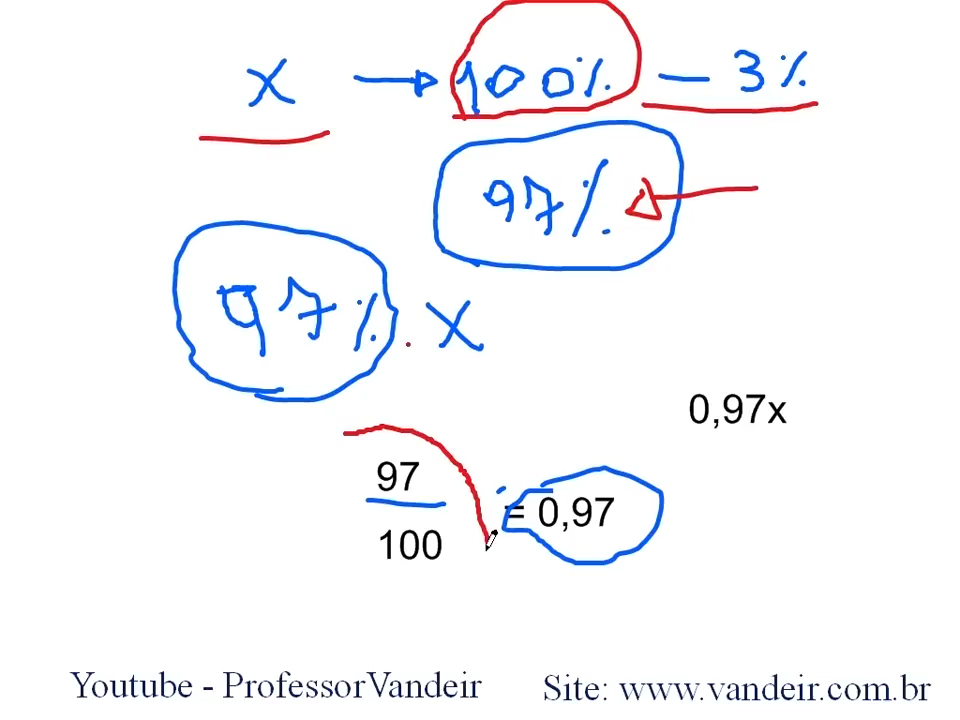 x → 100% - 3%
97%
97% . x
0,97x
97
= 0,97
100
Youtube - ProfessorVandeir
Site: www.vandeir.com.br